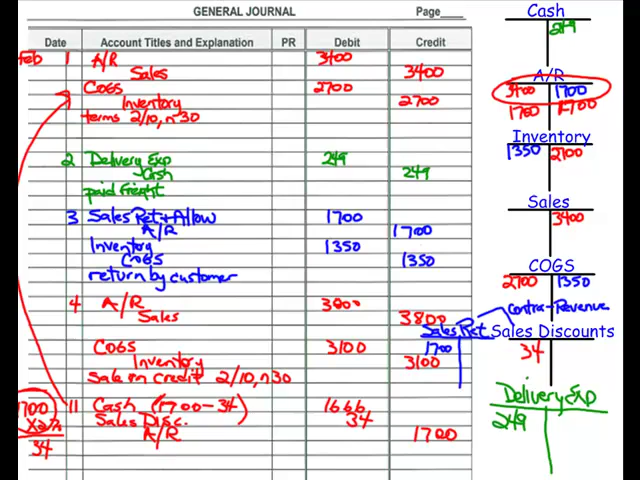 GENERAL JOURNAL Page____
Date Account Titles and Explanation PR Debit Credit
Feb 1 A/R 3400
Sales 3400
COGS 2700
Inventory 2700
terms 2/10, n30
2 Delivery Exp 249
Cash 249
paid freight
3 Sales Ret + Allow 1700
A/R 1700
Inventory 1350
COGS 1350
return by customer
4 A/R 3800
Sales 3800
COGS 3100
Inventory 3100
Sale on Credit 2/10, n30
11 Cash (1700-34) 1666
Sales Disc. 34
A/R 1700
1700
x2%
34
Cash
249
A/R
3400 1700
1700 1700
Inventory
1350 2700
Sales
3400
COGS
2700 1350
contra-Revenue
Sales Ret
1700
Sales Discounts
34
Delivery Exp
249